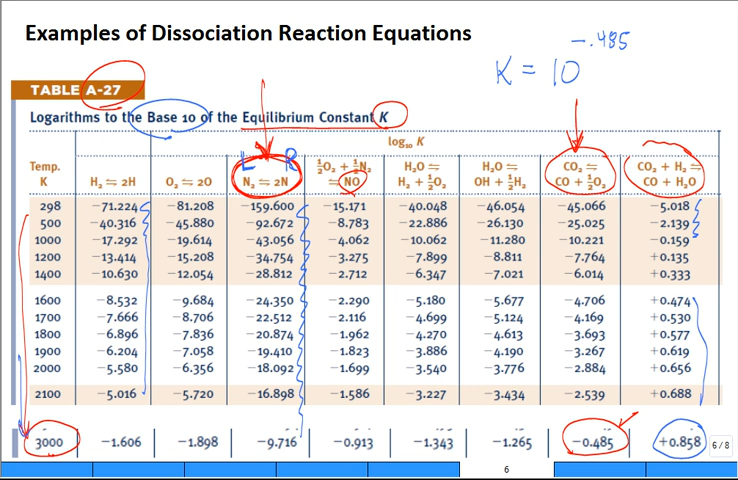 Examples of Dissociation Reaction Equations
K = 10^-.485
TABLE A-27
Logarithms to the Base 10 of the Equilibrium Constant K
log₁₀ K
Temp. K H₂ ⇌ 2H O₂ ⇌ 2O N₂ ⇌ 2N ½O₂ + ½N₂ ⇌ NO H₂O ⇌ H₂ + ½O₂ H₂O ⇌ OH + ½H₂ CO₂ ⇌ CO + ½O₂ CO₂ + H₂ ⇌ CO + H₂O
L R
298 −71.224 −81.208 −159.600 −15.171 −40.048 −46.054 −45.066 −5.018
500 −40.316 −45.880 −92.672 −8.783 −22.886 −26.130 −25.025 −2.139
1000 −17.292 −19.614 −43.056 −4.062 −10.062 −11.280 −10.221 −0.159
1200 −13.414 −15.208 −34.754 −3.275 −7.899 −8.811 −7.764 +0.135
1400 −10.630 −12.054 −28.812 −2.712 −6.347 −7.021 −6.014 +0.333
1600 −8.532 −9.684 −24.350 −2.290 −5.180 −5.677 −4.706 +0.474
1700 −7.666 −8.706 −22.512 −2.116 −4.699 −5.124 −4.169 +0.530
1800 −6.896 −7.836 −20.874 −1.962 −4.270 −4.613 −3.693 +0.577
1900 −6.204 −7.058 −19.410 −1.823 −3.886 −4.190 −3.267 +0.619
2000 −5.580 −6.356 −18.092 −1.699 −3.540 −3.776 −2.884 +0.656
2100 −5.016 −5.720 −16.898 −1.586 −3.227 −3.434 −2.539 +0.688
3000 −1.606 −1.898 −9.716 −0.913 −1.343 −1.265 −0.485 +0.858
6/8
6